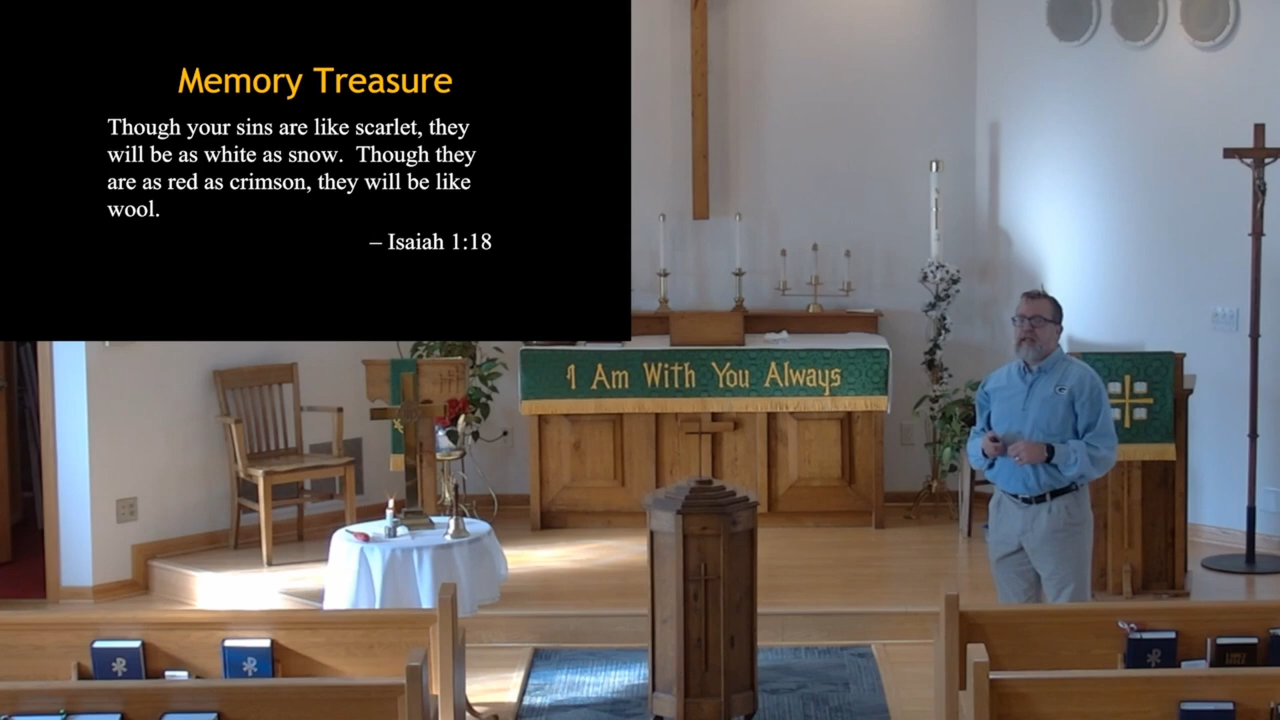 Memory Treasure
Though your sins are like scarlet, they
will be as white as snow.  Though they
are as red as crimson, they will be like
wool.
– Isaiah 1:18
I Am With You Always